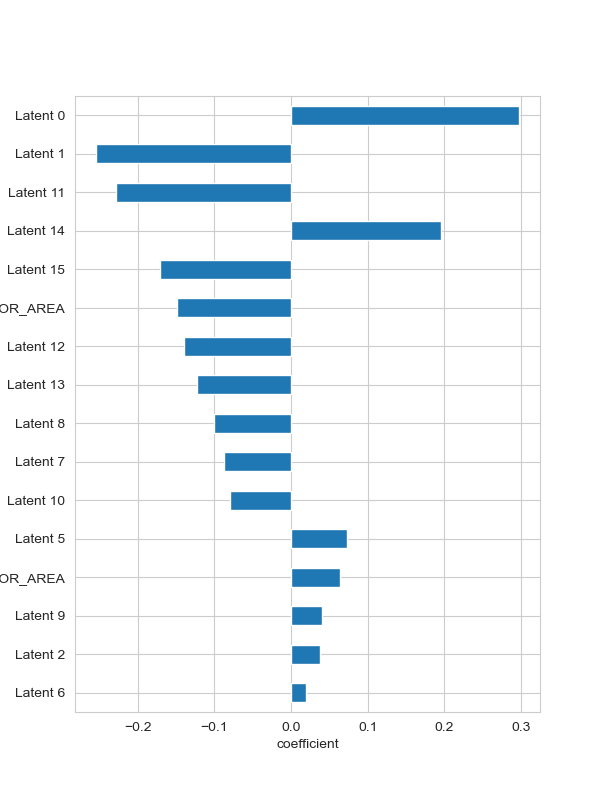 Latent 0
Latent 1
Latent 11
Latent 14
Latent 15
OR_AREA
Latent 12
Latent 13
Latent 8
Latent 7
Latent 10
Latent 5
OR_AREA
Latent 9
Latent 2
Latent 6
−0.2 −0.1 0.0 0.1 0.2 0.3
coefficient